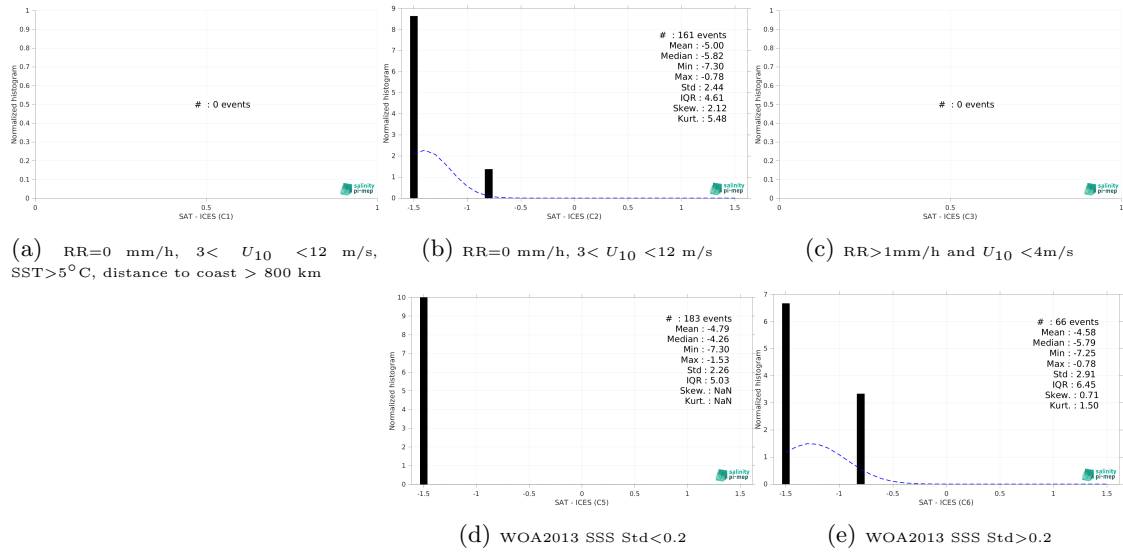 1
0.9
0.8
0.7
0.6
0.5
0.4
0.3
0.2
0.1
0
Normalized histogram
# : 0 events
salinity
pi-mep
0 0.5 1
SAT - ICES (C1)
(a) RR=0 mm/h, 3< U10 <12 m/s,
SST>5°C, distance to coast > 800 km
9
8
7
6
5
4
3
2
1
0
Normalized histogram
# : 161 events
Mean : -5.00
Median : -5.82
Min : -7.30
Max : -0.78
Std : 2.44
IQR : 4.61
Skew. : 2.12
Kurt. : 5.48
salinity
pi-mep
-1.5 -1 -0.5 0 0.5 1 1.5
SAT - ICES (C2)
(b) RR=0 mm/h, 3< U10 <12 m/s
1
0.9
0.8
0.7
0.6
0.5
0.4
0.3
0.2
0.1
0
Normalized histogram
# : 0 events
salinity
pi-mep
0 0.5 1
SAT - ICES (C3)
(c) RR>1mm/h and U10 <4m/s
10
9
8
7
6
5
4
3
2
1
0
Normalized histogram
# : 183 events
Mean : -4.79
Median : -4.26
Min : -7.30
Max : -1.53
Std : 2.26
IQR : 5.03
Skew. : NaN
Kurt. : NaN
salinity
pi-mep
-1.5 -1 -0.5 0 0.5 1 1.5
SAT - ICES (C5)
(d) WOA2013 SSS Std<0.2
7
6
5
4
3
2
1
0
Normalized histogram
# : 66 events
Mean : -4.58
Median : -5.79
Min : -7.25
Max : -0.78
Std : 2.91
IQR : 6.45
Skew. : 0.71
Kurt. : 1.50
salinity
pi-mep
-1.5 -1 -0.5 0 0.5 1 1.5
SAT - ICES (C6)
(e) WOA2013 SSS Std>0.2